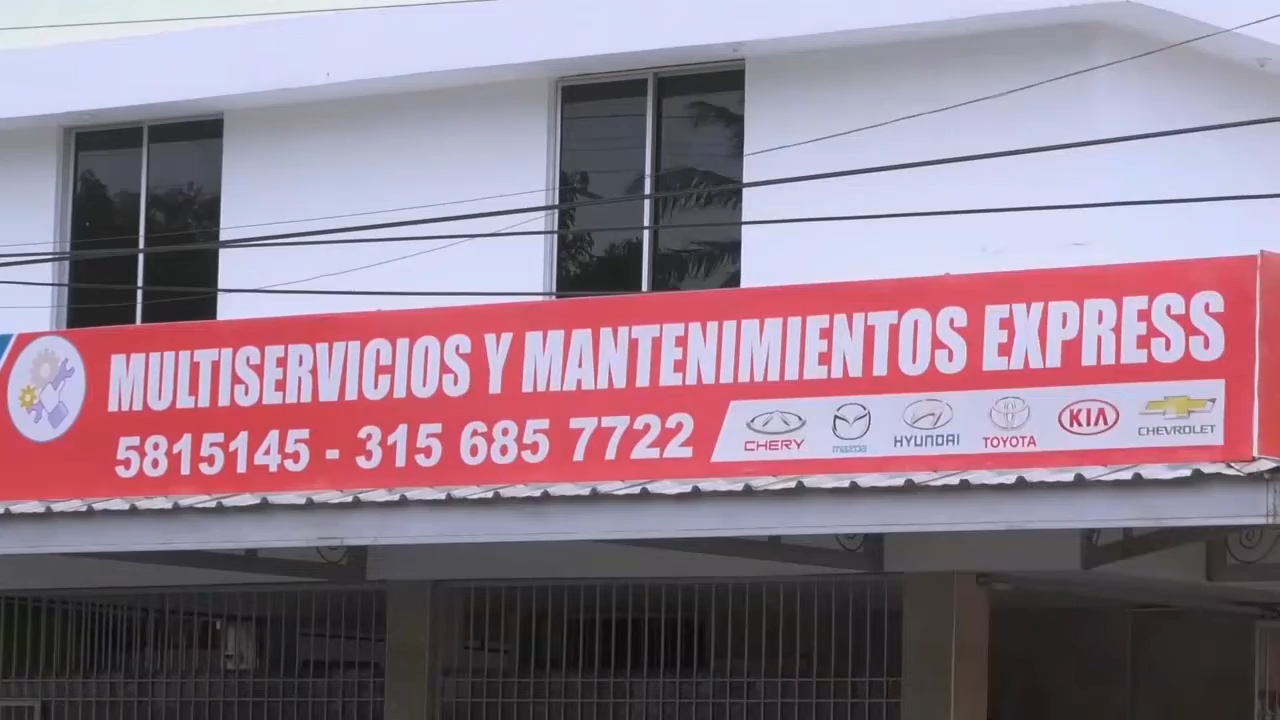 MULTISERVICIOS Y MANTENIMIENTOS EXPRESS
5815145 - 315 685 7722
CHERY mazda HYUNDAI TOYOTA KIA CHEVROLET